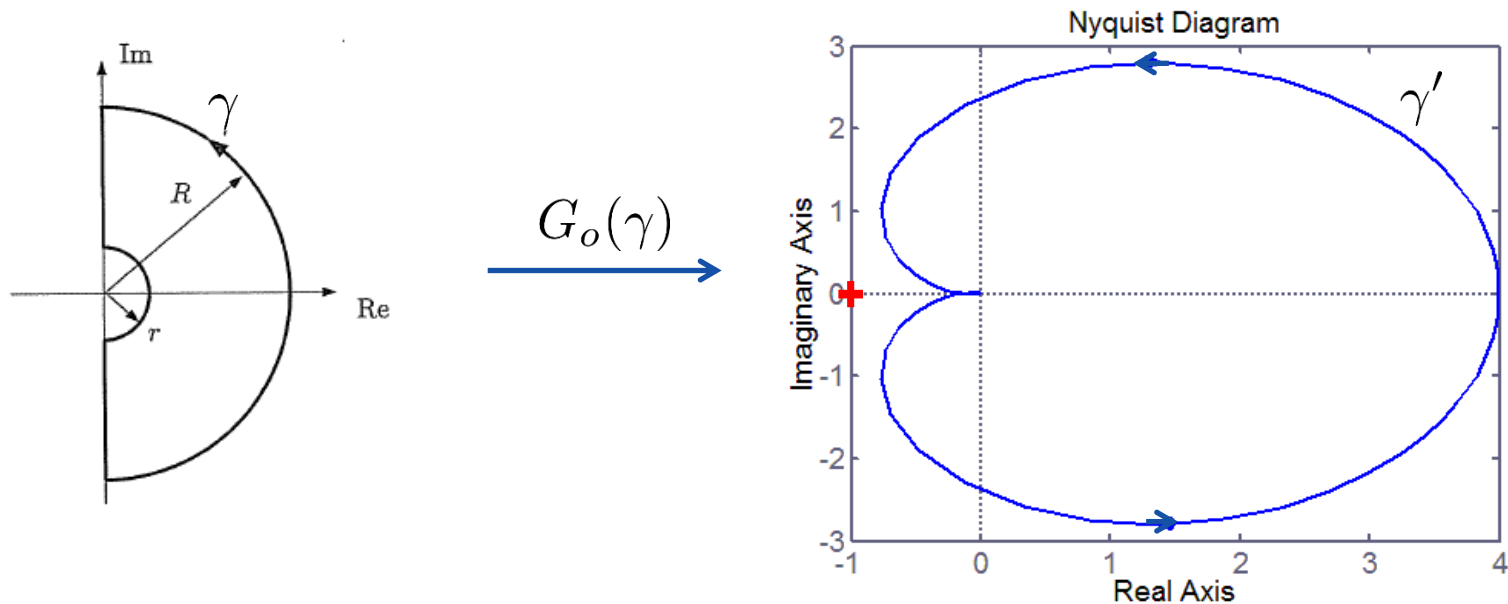 Im
γ
R
r
Re
G_o(γ)
Nyquist Diagram
γ′
Imaginary Axis
3
2
1
0
-1
-2
-3
-1 0 1 2 3 4
Real Axis